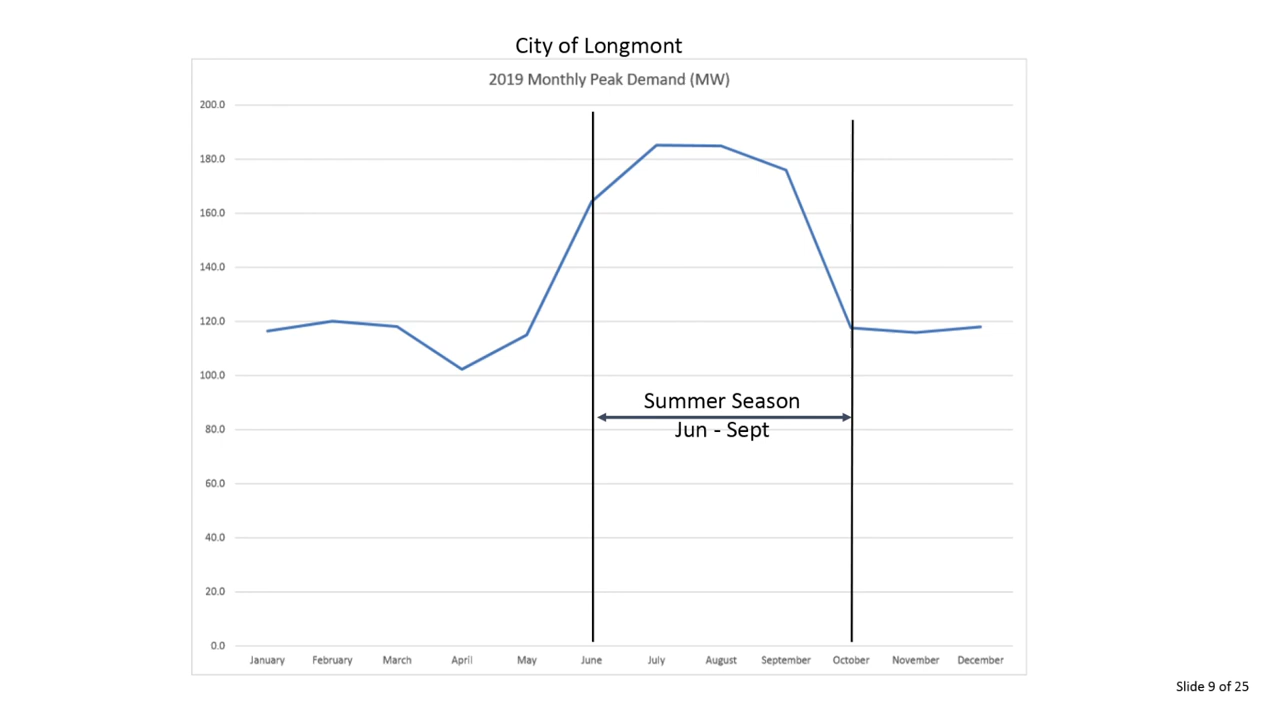 City of Longmont
2019 Monthly Peak Demand (MW)
200.0
180.0
160.0
140.0
120.0
100.0
80.0
60.0
40.0
20.0
0.0
Summer Season
Jun - Sept
January February March April May June July August September October November December
Slide 9 of 25